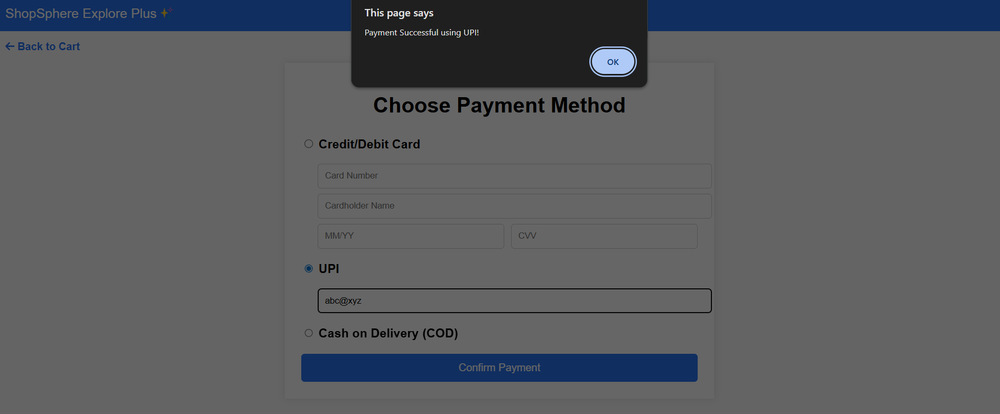 ShopSphere Explore Plus
This page says
Payment Successful using UPI!
OK
Back to Cart
Choose Payment Method
Credit/Debit Card
Card Number
Cardholder Name
MM/YY CVV
UPI
abc@xyz
Cash on Delivery (COD)
Confirm Payment